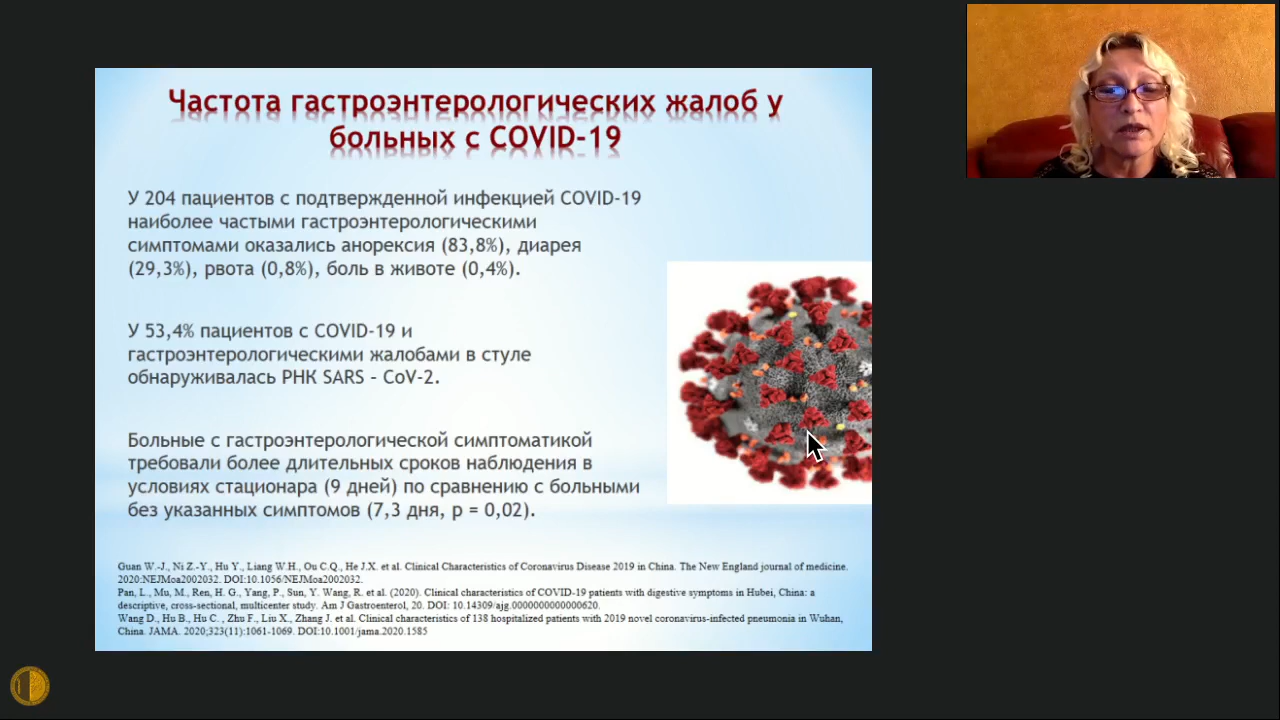 Частота гастроэнтерологических жалоб у
больных с COVID-19
У 204 пациентов с подтвержденной инфекцией COVID-19
наиболее частыми гастроэнтерологическими
симптомами оказались анорексия (83,8%), диарея
(29,3%), рвота (0,8%), боль в животе (0,4%).
У 53,4% пациентов с COVID-19 и
гастроэнтерологическими жалобами в стуле
обнаруживалась РНК SARS – CoV-2.
Больные с гастроэнтерологической симптоматикой
требовали более длительных сроков наблюдения в
условиях стационара (9 дней) по сравнению с больными
без указанных симптомов (7,3 дня, p = 0,02).
Guan W.-J., Ni Z.-Y., Hu Y., Liang W.H., Ou C.Q., He J.X. et al. Clinical Characteristics of Coronavirus Disease 2019 in China. The New England journal of medicine.
2020:NEJMoa2002032. DOI:10.1056/NEJMoa2002032.
Pan, L., Mu, M., Ren, H. G., Yang, P., Sun, Y. Wang, R. et al. (2020). Clinical characteristics of COVID-19 patients with digestive symptoms in Hubei, China: a
descriptive, cross-sectional, multicenter study. Am J Gastroenterol, 20. DOI: 10.14309/ajg.0000000000000620.
Wang D., Hu B., Hu C. , Zhu F., Liu X., Zhang J. et al. Clinical characteristics of 138 hospitalized patients with 2019 novel coronavirus-infected pneumonia in Wuhan,
China. JAMA. 2020;323(11):1061-1069. DOI:10.1001/jama.2020.1585